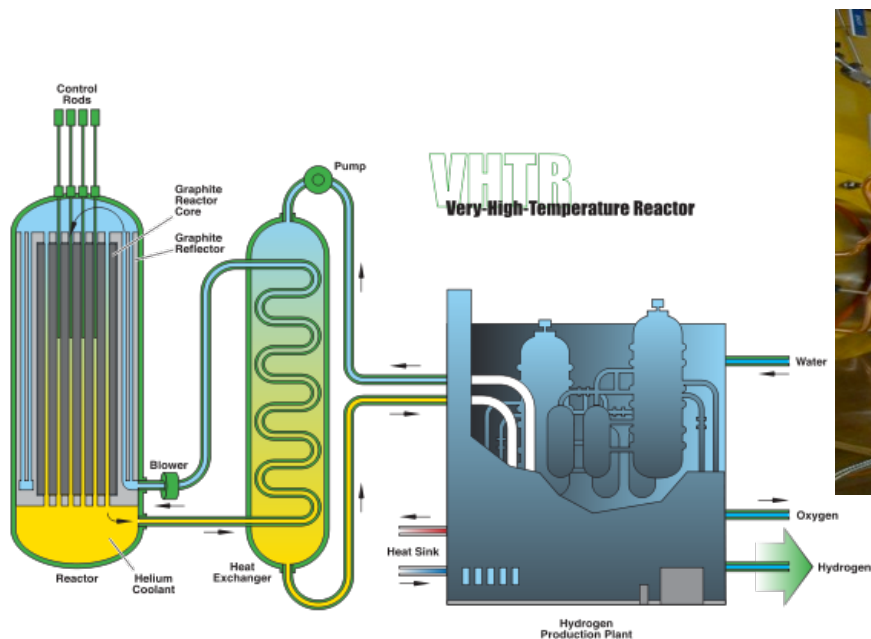 Control
Rods
Graphite
Reactor
Core
Graphite
Reflector
Pump
VHTR
Very-High-Temperature Reactor
Water
Blower
Oxygen
Heat Sink
Heat
Exchanger
Hydrogen
Reactor
Helium
Coolant
Hydrogen
Production Plant